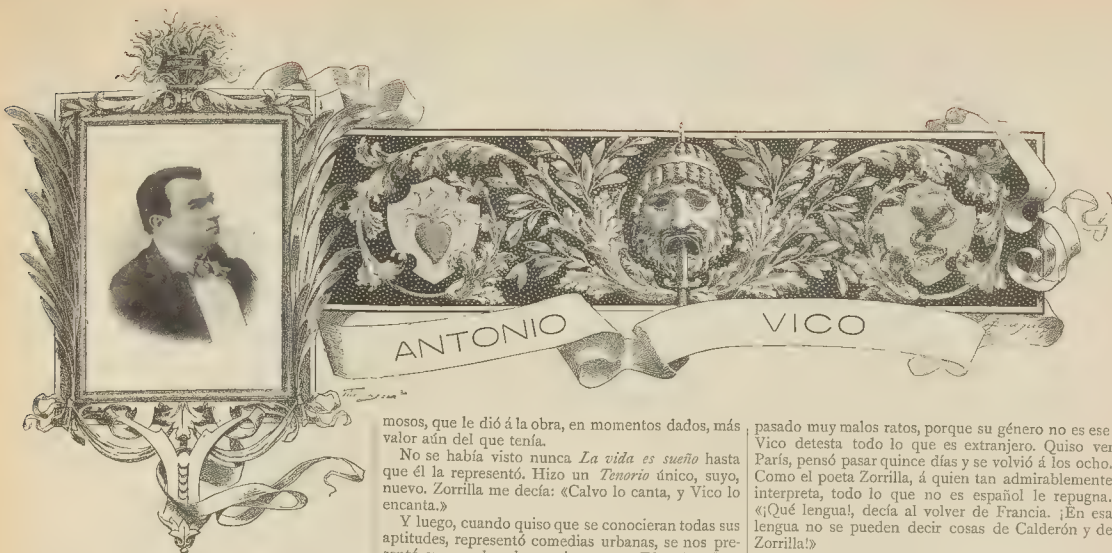 ANTONIO VICO
mosos, que le dió á la obra, en momentos dados, más
valor aún del que tenía.
No se había visto nunca La vida es sueño hasta
que él la representó. Hizo un Tenorio único, suyo,
nuevo. Zorrilla me decía: «Calvo lo canta, y Vico lo
encanta.»
Y luego, cuando quiso que se conocieran todas sus
aptitudes, representó comedias urbanas, se nos pre-
pasado muy malos ratos, porque su género no es ese
Vico detesta todo lo que es extranjero. Quiso ver
París, pensó pasar quince días y se volvió á los ocho.
Como el poeta Zorrilla, á quien tan admirablemente
interpreta, todo lo que no es español le repugna.
«¡Qué lengua!, decía al volver de Francia. ¡En esa
lengua no se pueden decir cosas de Calderón y de
Zorrilla!»